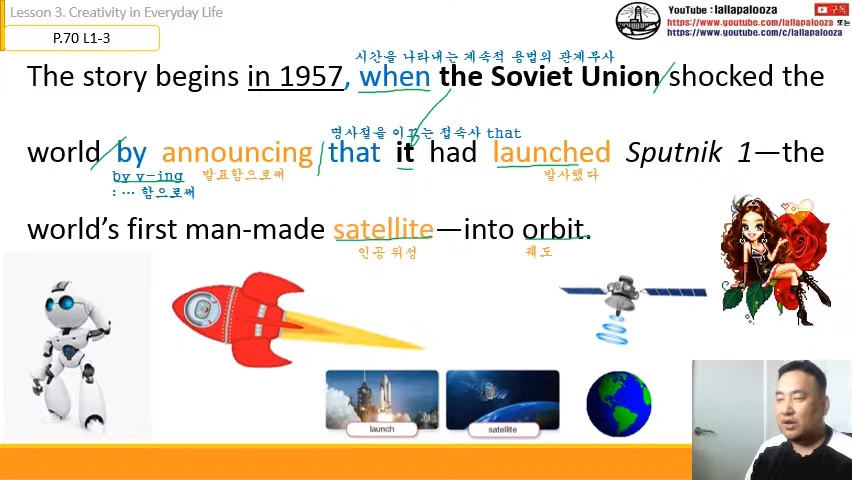 Lesson 3. Creativity in Everyday Life
YouTube : lallapalooza
구독
https://www.youtube.com/lallapalooza 또는
https://www.youtube.com/c/lallapalooza
P.70 L1-3
시간을 나타내는 계속적 용법의 관계부사
The story begins in 1957, when the Soviet Union shocked the
명사절을 이끄는 접속사 that
world by announcing that it had launched Sputnik 1—the
by v-ing 발표함으로써 발사했다
: … 함으로써
world's first man-made satellite—into orbit.
인공 위성 궤도
launch satellite